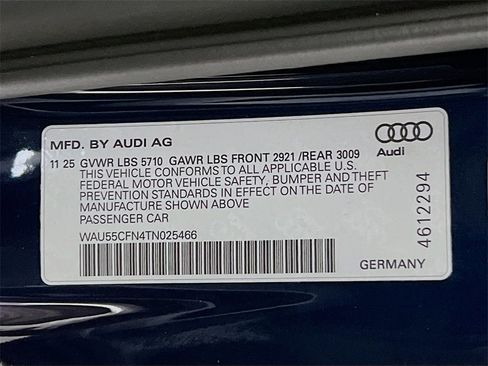 MFD. BY AUDI AG
Audi
11 25 GVWR LBS 5710 GAWR LBS FRONT 2921 /REAR 3009
THIS VEHICLE CONFORMS TO ALL APPLICABLE U.S.
FEDERAL MOTOR VEHICLE SAFETY, BUMPER AND THEFT
PREVENTION STANDARDS IN EFFECT ON THE DATE OF
MANUFACTURE SHOWN ABOVE
PASSENGER CAR
WAU55CFN4TN025466
GERMANY
4612294